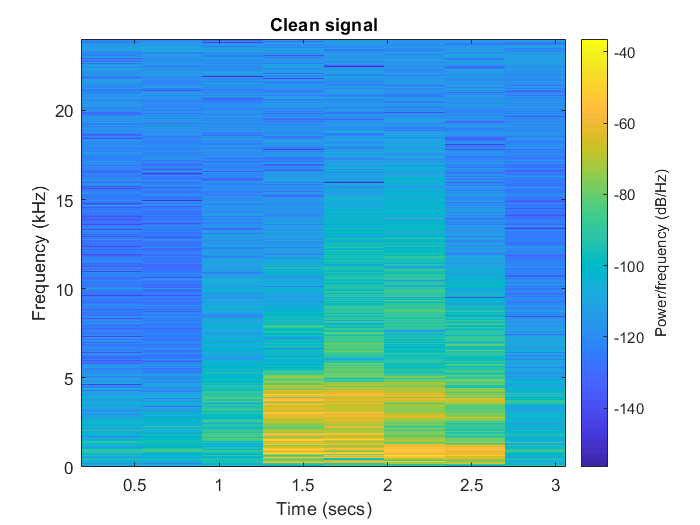 Clean signal
Frequency (kHz)
20
15
10
5
0
0.5 1 1.5 2 2.5 3
Time (secs)
-40
-60
-80
-100
-120
-140
Power/frequency (dB/Hz)